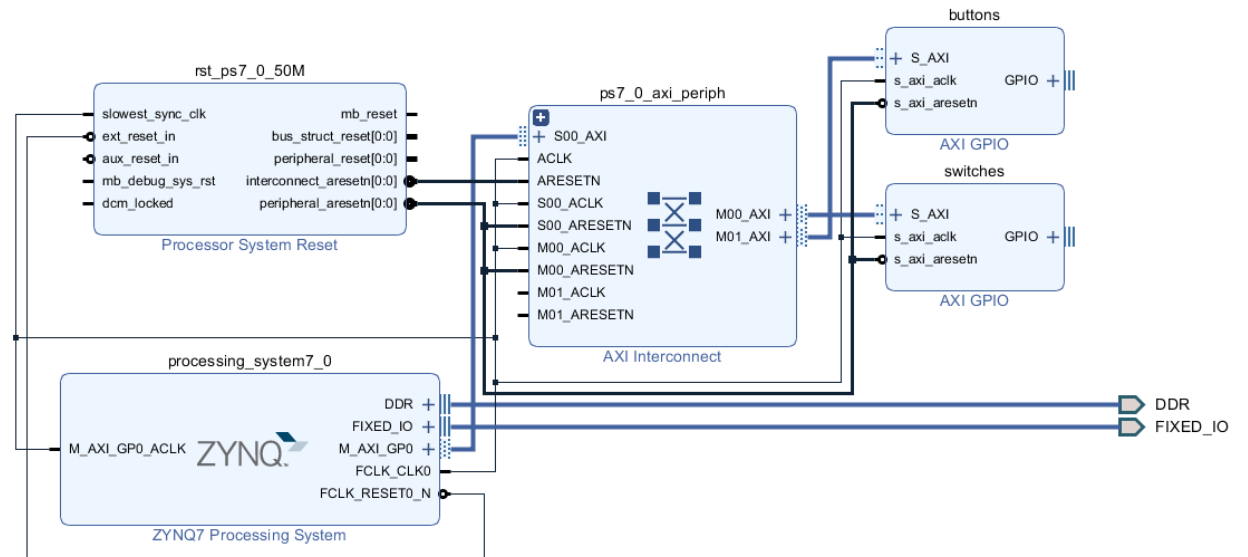 buttons
S_AXI
s_axi_aclk
s_axi_aresetn
GPIO
AXI GPIO
rst_ps7_0_50M
slowest_sync_clk
ext_reset_in
aux_reset_in
mb_debug_sys_rst
dcm_locked
mb_reset
bus_struct_reset[0:0]
peripheral_reset[0:0]
interconnect_aresetn[0:0]
peripheral_aresetn[0:0]
Processor System Reset
ps7_0_axi_periph
S00_AXI
ACLK
ARESETN
S00_ACLK
S00_ARESETN
M00_ACLK
M00_ARESETN
M01_ACLK
M01_ARESETN
M00_AXI
M01_AXI
AXI Interconnect
switches
S_AXI
s_axi_aclk
s_axi_aresetn
GPIO
AXI GPIO
processing_system7_0
M_AXI_GP0_ACLK
ZYNQ
DDR
FIXED_IO
M_AXI_GP0
FCLK_CLK0
FCLK_RESET0_N
ZYNQ7 Processing System
DDR
FIXED_IO